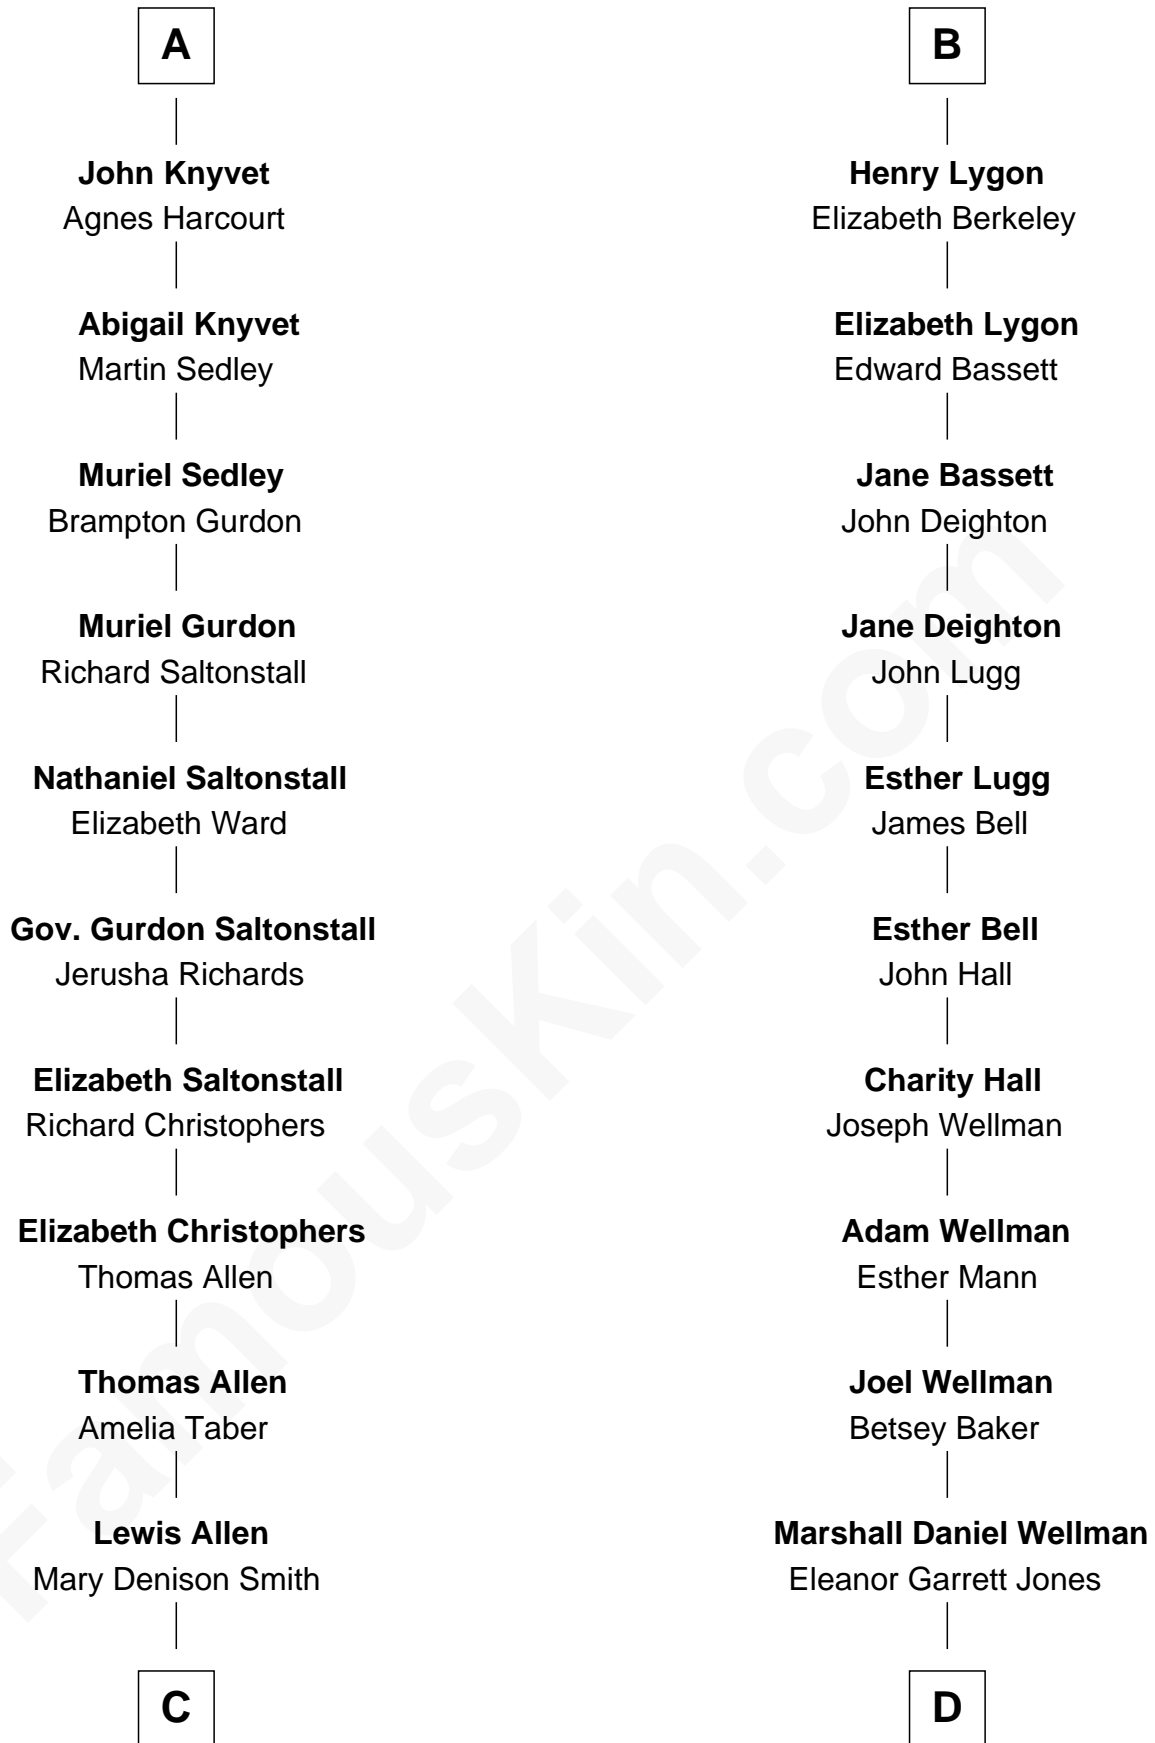 A
John Knyvet
Agnes Harcourt
Abigail Knyvet
Martin Sedley
Muriel Sedley
Brampton Gurdon
Muriel Gurdon
Richard Saltonstall
Nathaniel Saltonstall
Elizabeth Ward
Gov. Gurdon Saltonstall
Jerusha Richards
Elizabeth Saltonstall
Richard Christophers
Elizabeth Christophers
Thomas Allen
Thomas Allen
Amelia Taber
Lewis Allen
Mary Denison Smith
C
B
Henry Lygon
Elizabeth Berkeley
Elizabeth Lygon
Edward Bassett
Jane Bassett
John Deighton
Jane Deighton
John Lugg
Esther Lugg
James Bell
Esther Bell
John Hall
Charity Hall
Joseph Wellman
Adam Wellman
Esther Mann
Joel Wellman
Betsey Baker
Marshall Daniel Wellman
Eleanor Garrett Jones
D
FamousKin.com